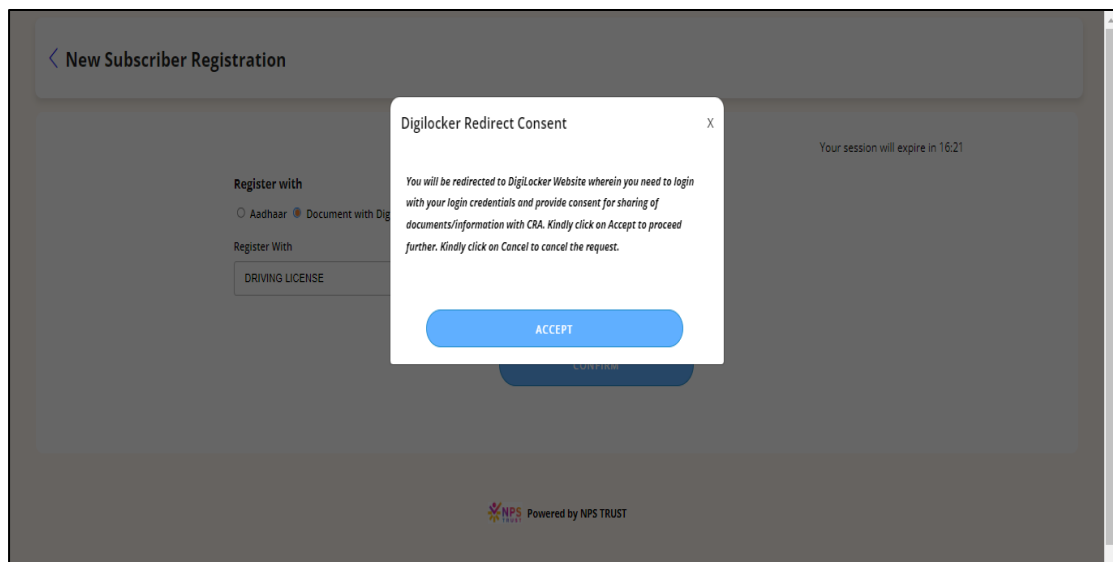 < New Subscriber Registration
Digilocker Redirect Consent X
Your session will expire in 16:21
You will be redirected to DigiLocker Website wherein you need to login
with your login credentials and provide consent for sharing of
documents/information with CRA. Kindly click on Accept to proceed
further. Kindly click on Cancel to cancel the request.
Register with
Aadhaar Document with Dig
Register With
DRIVING LICENSE
ACCEPT
CONFIRM
NPS TRUST Powered by NPS TRUST